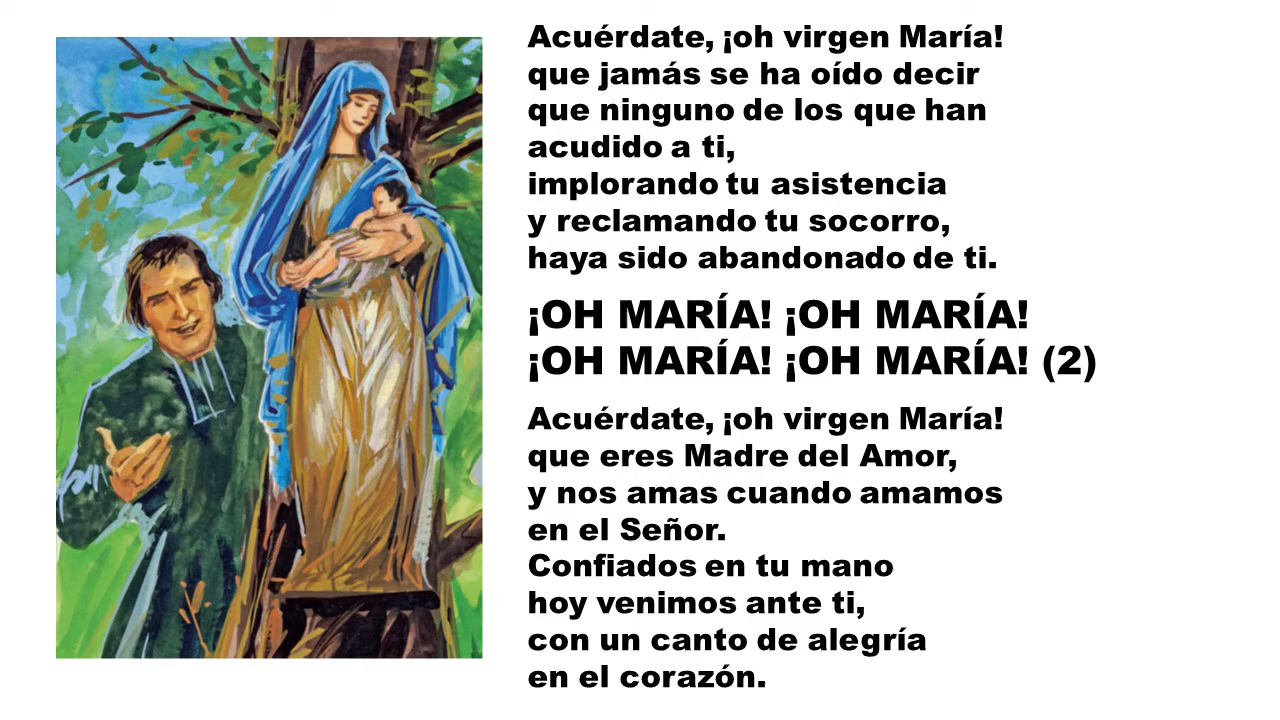 Acuérdate, ¡oh virgen María!
que jamás se ha oído decir
que ninguno de los que han
acudido a ti,
implorando tu asistencia
y reclamando tu socorro,
haya sido abandonado de ti.
¡OH MARÍA! ¡OH MARÍA!
¡OH MARÍA! ¡OH MARÍA! (2)
Acuérdate, ¡oh virgen María!
que eres Madre del Amor,
y nos amas cuando amamos
en el Señor.
Confiados en tu mano
hoy venimos ante ti,
con un canto de alegría
en el corazón.